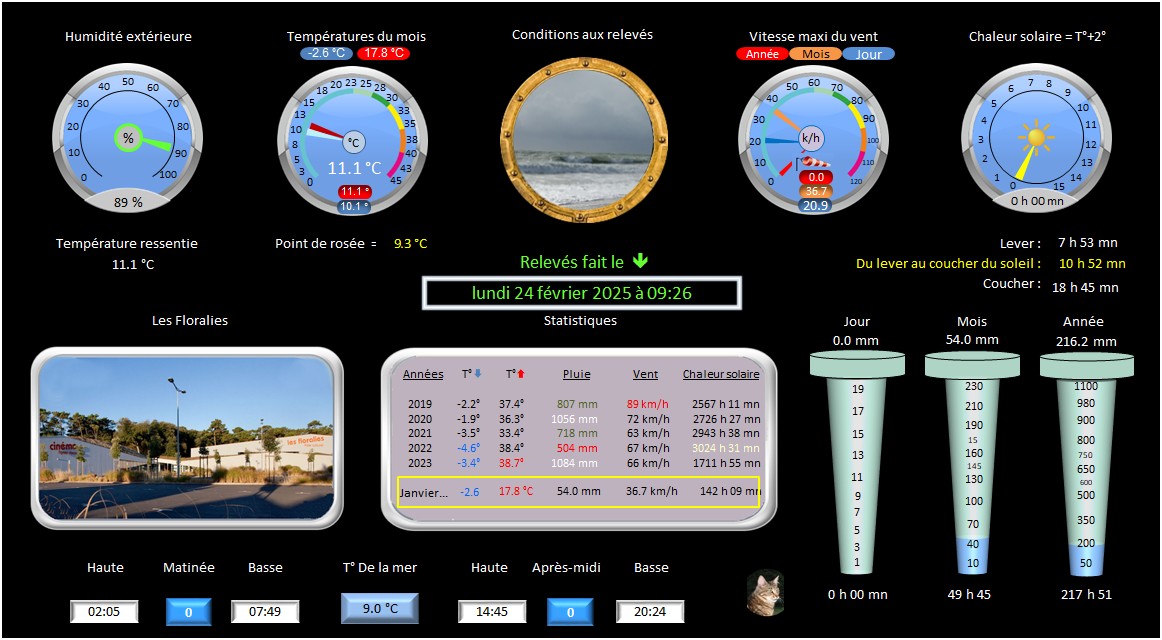 Humidité extérieure
Températures du mois
-2.6 °C 17.8 °C
Conditions aux relevés
Vitesse maxi du vent
Année Mois Jour
Chaleur solaire = T°+2°
0 10 20 30 40 50 60 70 80 90 100
%
89 %
0 3 5 8 10 13 15 18 20 23 25 28 30 33 35 38 40 43 45
°C
11.1 °C
11.1 °
10.1 °
0 10 20 30 40 50 60 70 80 90 100 110 120
k/h
0.0
36.7
20.9
0 1 2 3 4 5 6 7 8 9 10 11 12 13 14 15
0 h 00 mn
Température ressentie
11.1 °C
Point de rosée = 9.3 °C
Relevés fait le
lundi 24 février 2025 à 09:26
Lever : 7 h 53 mn
Du lever au coucher du soleil : 10 h 52 mn
Coucher : 18 h 45 mn
Les Floralies
cinéma
les floralies
Statistiques
Années T° T° Pluie Vent Chaleur solaire
2019 -2.2° 37.4° 807 mm 89 km/h 2567 h 11 mn
2020 -1.9° 36.3° 1056 mm 72 km/h 2726 h 27 mn
2021 -3.5° 33.4° 718 mm 63 km/h 2943 h 38 mn
2022 -4.6° 38.4° 504 mm 67 km/h 3024 h 31 mn
2023 -3.4° 38.7° 1084 mm 66 km/h 1711 h 55 mn
Janvier... -2.6 17.8 °C 54.0 mm 36.7 km/h 142 h 09 mn
Jour
0.0 mm
19
17
15
13
11
9
7
5
3
1
0 h 00 mn
Mois
54.0 mm
230
210
190
15
160
145
130
100
70
40
10
49 h 45
Année
216.2 mm
1100
980
900
800
750
650
600
500
350
200
50
217 h 51
Haute Matinée Basse
02:05 0 07:49
T° De la mer
9.0 °C
Haute Après-midi Basse
14:45 0 20:24